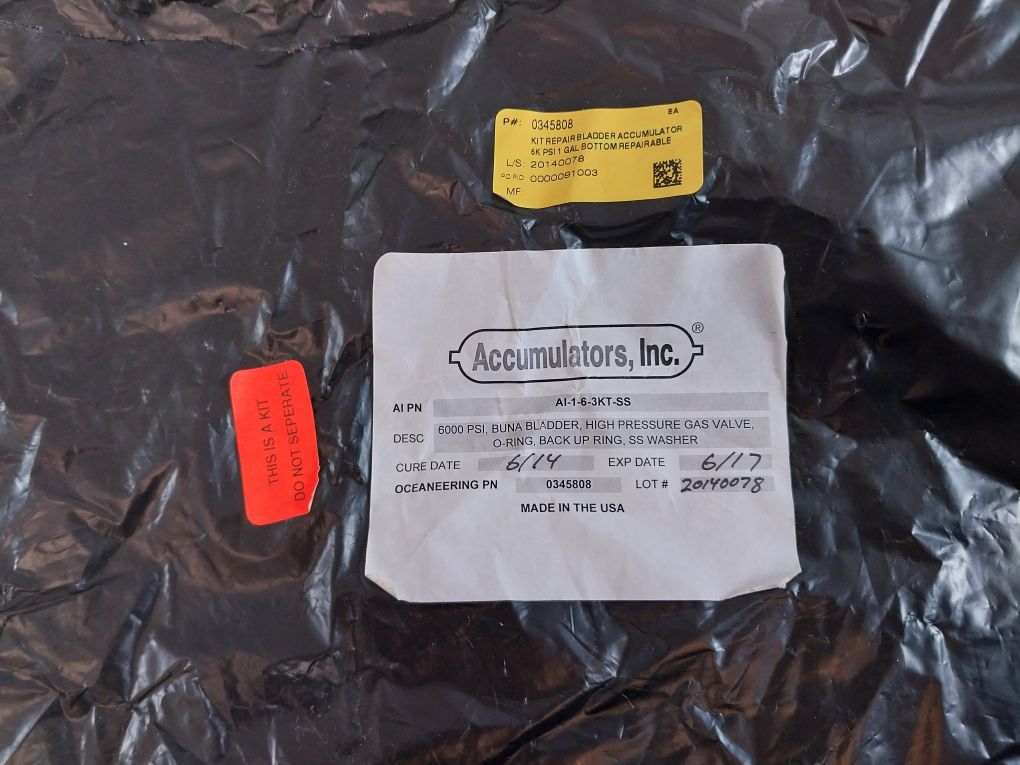 P#: 0345808 EA
KIT REPAIR BLADDER ACCUMULATOR
6K PSI 1 GAL BOTTOM REPAIRABLE
L/S: 20140078
PO PID: 0000091003
MF:
Accumulators, Inc.®
AI PN AI-1-6-3KT-SS
DESC 6000 PSI, BUNA BLADDER, HIGH PRESSURE GAS VALVE,
O-RING, BACK UP RING, SS WASHER
CURE DATE 6/14 EXP DATE 6/17
OCEANEERING PN 0345808 LOT # 20140078
MADE IN THE USA
THIS IS A KIT
DO NOT SEPERATE